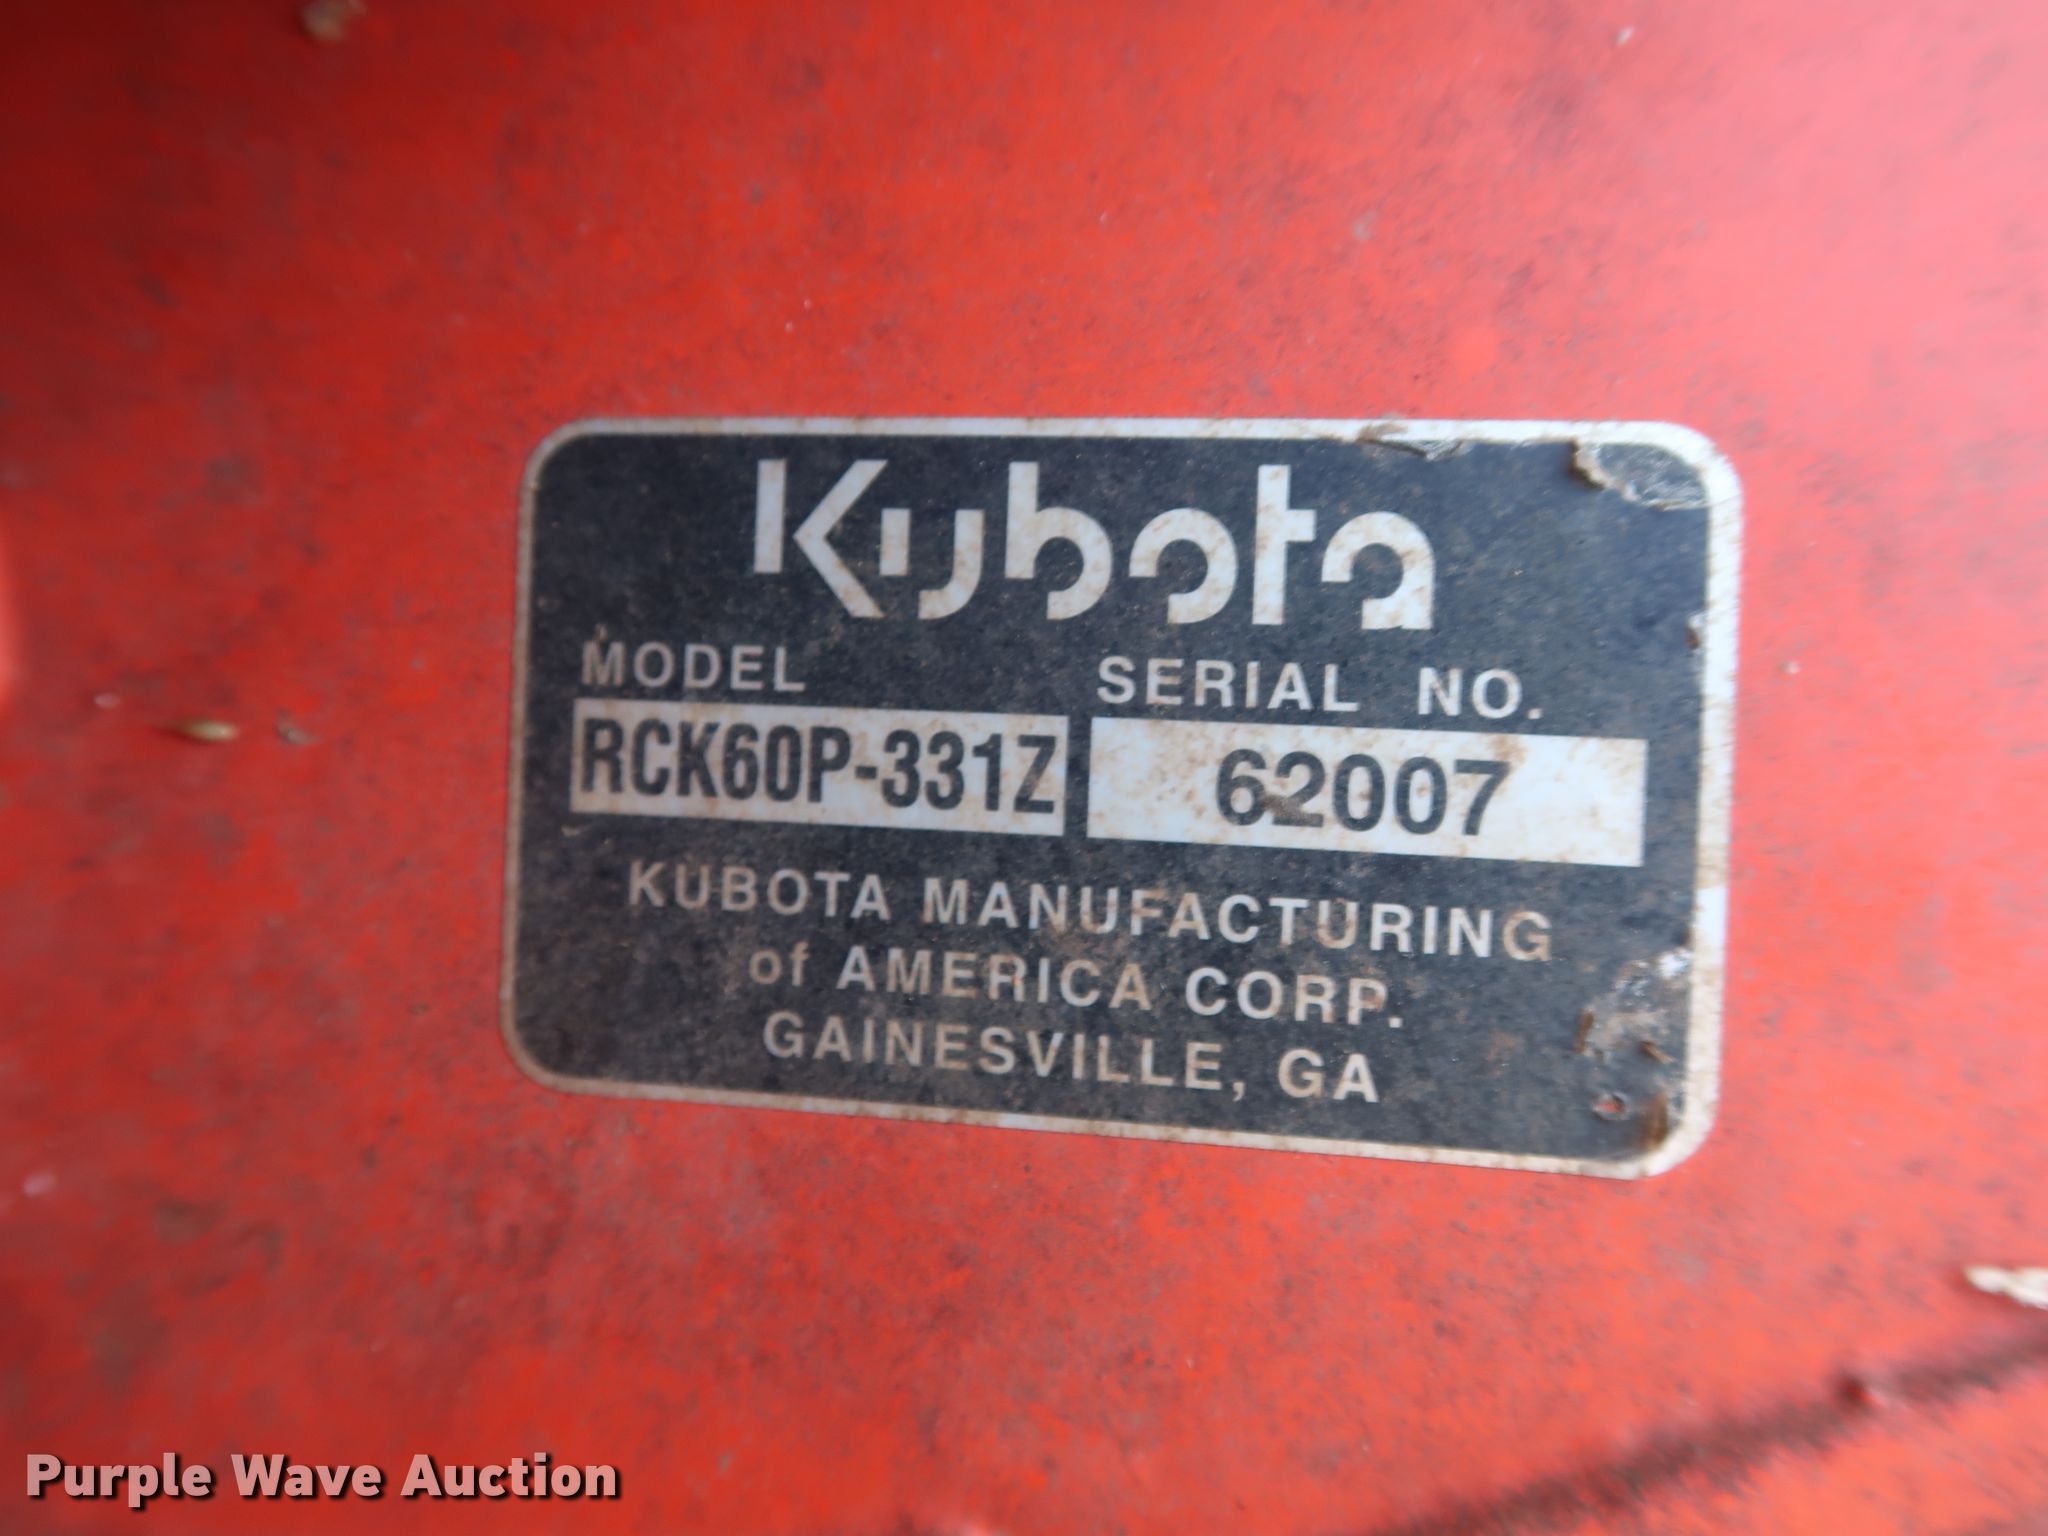 Kubota
MODEL SERIAL NO.
RCK60P-331Z 62007
KUBOTA MANUFACTURING
of AMERICA CORP.
GAINESVILLE, GA
Purple Wave Auction